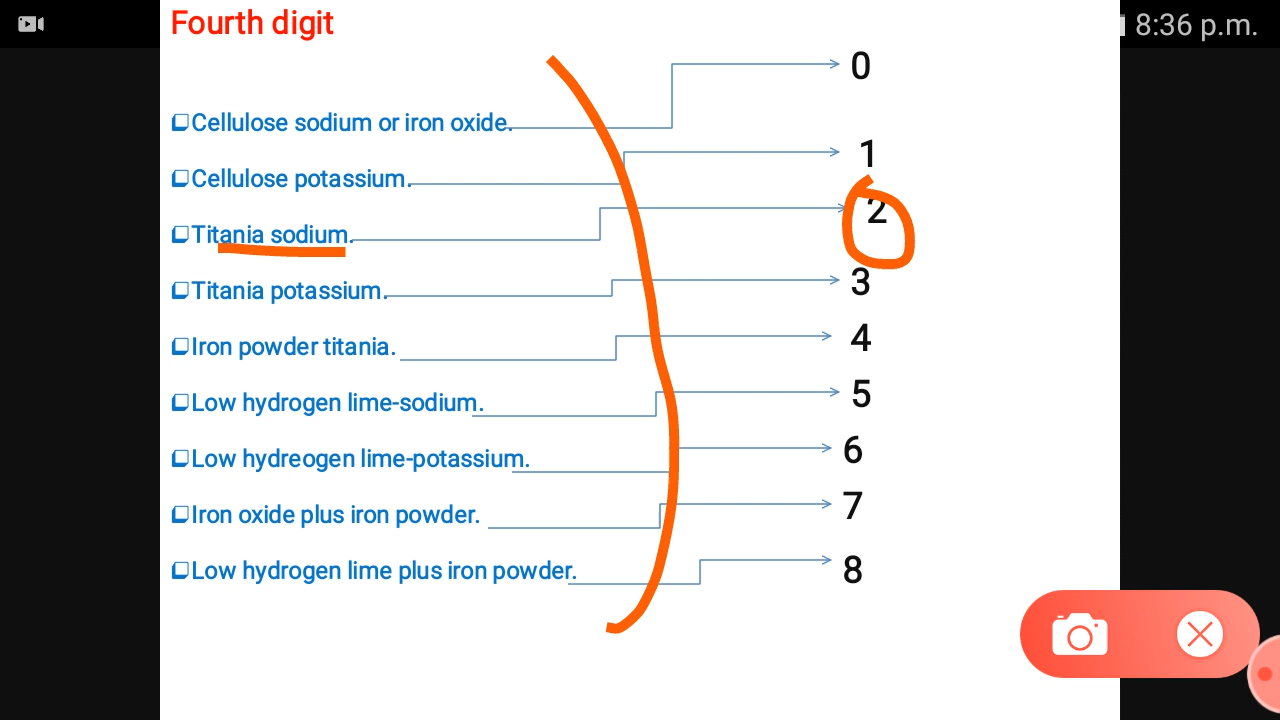 Fourth digit
8:36 p.m.
0
Cellulose sodium or iron oxide.
1
Cellulose potassium.
2
Titania sodium.
3
Titania potassium.
4
Iron powder titania.
5
Low hydrogen lime-sodium.
6
Low hydreogen lime-potassium.
7
Iron oxide plus iron powder.
8
Low hydrogen lime plus iron powder.